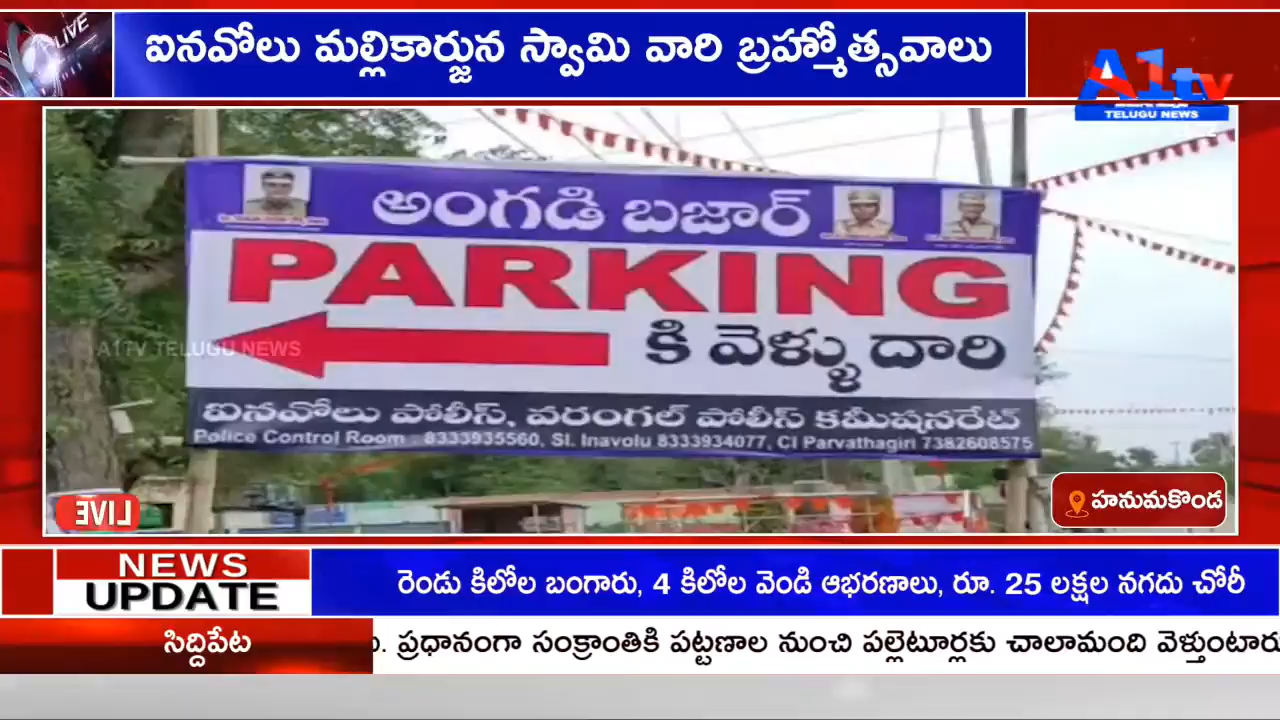 LIVE
ఐనవోలు మల్లికార్జున స్వామి వారి బ్రహ్మోత్సవాలు
A1tv
TELUGU NEWS
అంగడి బజార్
PARKING
కి వెళ్ళు దారి
A1TV TELUGU NEWS
ఐనవోలు పోలీస్, వరంగల్ పోలీస్ కమీషనరేట్
Police Control Room : 8333935560, SI. Inavolu 8333934077, CI Parvathagiri 7382608575
LIVE
హనుమకొండ
NEWS
UPDATE
రెండు కిలోల బంగారు, 4 కిలోల వెండి ఆభరణాలు, రూ. 25 లక్షల నగదు చోరీ
సిద్దిపేట
ప్రధానంగా సంక్రాంతికి పట్టణాల నుంచి పల్లెటూర్లకు చాలామంది వెళ్తుంటారు